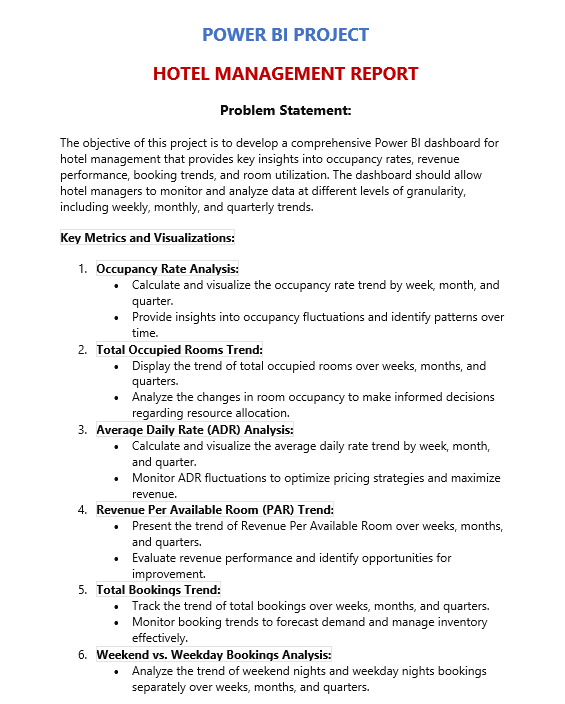 POWER BI PROJECT
HOTEL MANAGEMENT REPORT
Problem Statement:
The objective of this project is to develop a comprehensive Power BI dashboard for
hotel management that provides key insights into occupancy rates, revenue
performance, booking trends, and room utilization. The dashboard should allow
hotel managers to monitor and analyze data at different levels of granularity,
including weekly, monthly, and quarterly trends.
Key Metrics and Visualizations:
1. Occupancy Rate Analysis:
• Calculate and visualize the occupancy rate trend by week, month, and
quarter.
• Provide insights into occupancy fluctuations and identify patterns over
time.
2. Total Occupied Rooms Trend:
• Display the trend of total occupied rooms over weeks, months, and
quarters.
• Analyze the changes in room occupancy to make informed decisions
regarding resource allocation.
3. Average Daily Rate (ADR) Analysis:
• Calculate and visualize the average daily rate trend by week, month,
and quarter.
• Monitor ADR fluctuations to optimize pricing strategies and maximize
revenue.
4. Revenue Per Available Room (PAR) Trend:
• Present the trend of Revenue Per Available Room over weeks, months,
and quarters.
• Evaluate revenue performance and identify opportunities for
improvement.
5. Total Bookings Trend:
• Track the trend of total bookings over weeks, months, and quarters.
• Monitor booking trends to forecast demand and manage inventory
effectively.
6. Weekend vs. Weekday Bookings Analysis:
• Analyze the trend of weekend nights and weekday nights bookings
separately over weeks, months, and quarters.